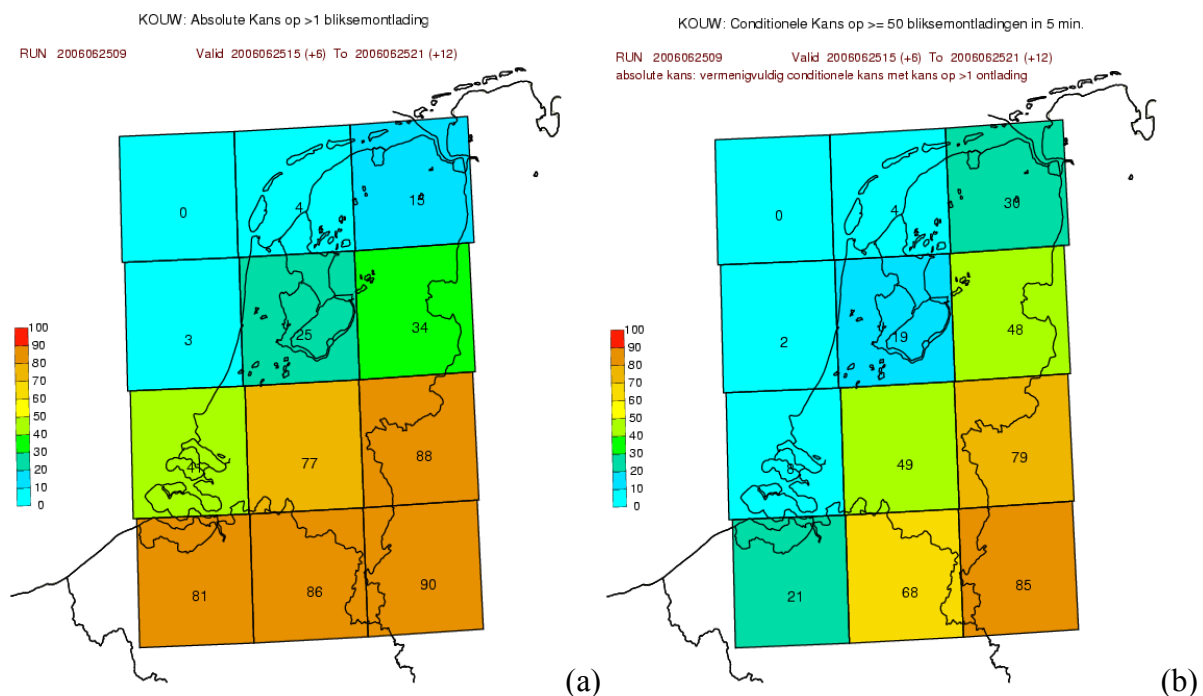 KOUW: Absolute Kans op >1 bliksemontlading
RUN 2006062509 Valid 2006062515 (+6) To 2006062521 (+12)
0 4 15
3 25 34
77 88
81 86 90
100
90
80
70
60
50
40
30
20
10
0
(a)
KOUW: Conditionele Kans op >= 50 bliksemontladingen in 5 min.
RUN 2006062509 Valid 2006062515 (+6) To 2006062521 (+12)
absolute kans: vermenigvuldig conditionele kans met kans op >1 ontlading
0 4 30
2 19 48
8 49 79
21 68 85
100
90
80
70
60
50
40
30
20
10
0
(b)